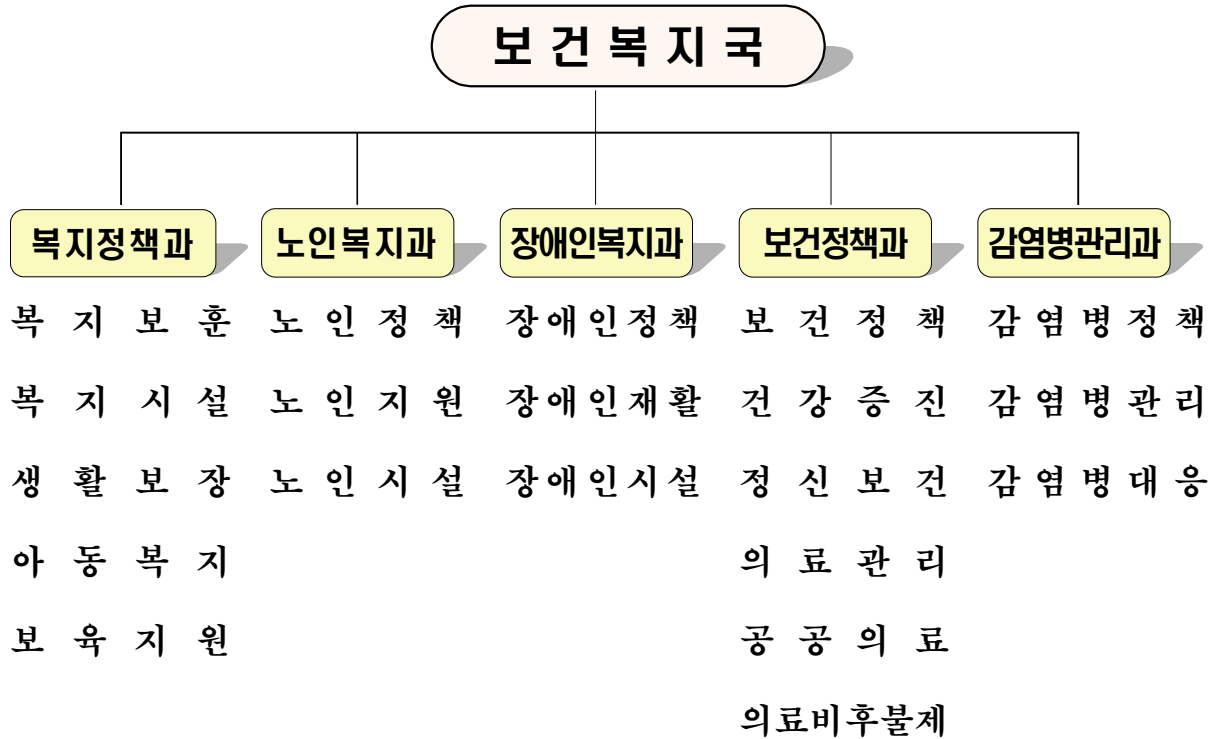 보건복지국
복지정책과 노인복지과 장애인복지과 보건정책과 감염병관리과
복지보훈 노인정책 장애인정책 보건정책 감염병정책
복지시설 노인지원 장애인재활 건강증진 감염병관리
생활보장 노인시설 장애인시설 정신보건 감염병대응
아동복지 의료관리
보육지원 공공의료
의료비후불제